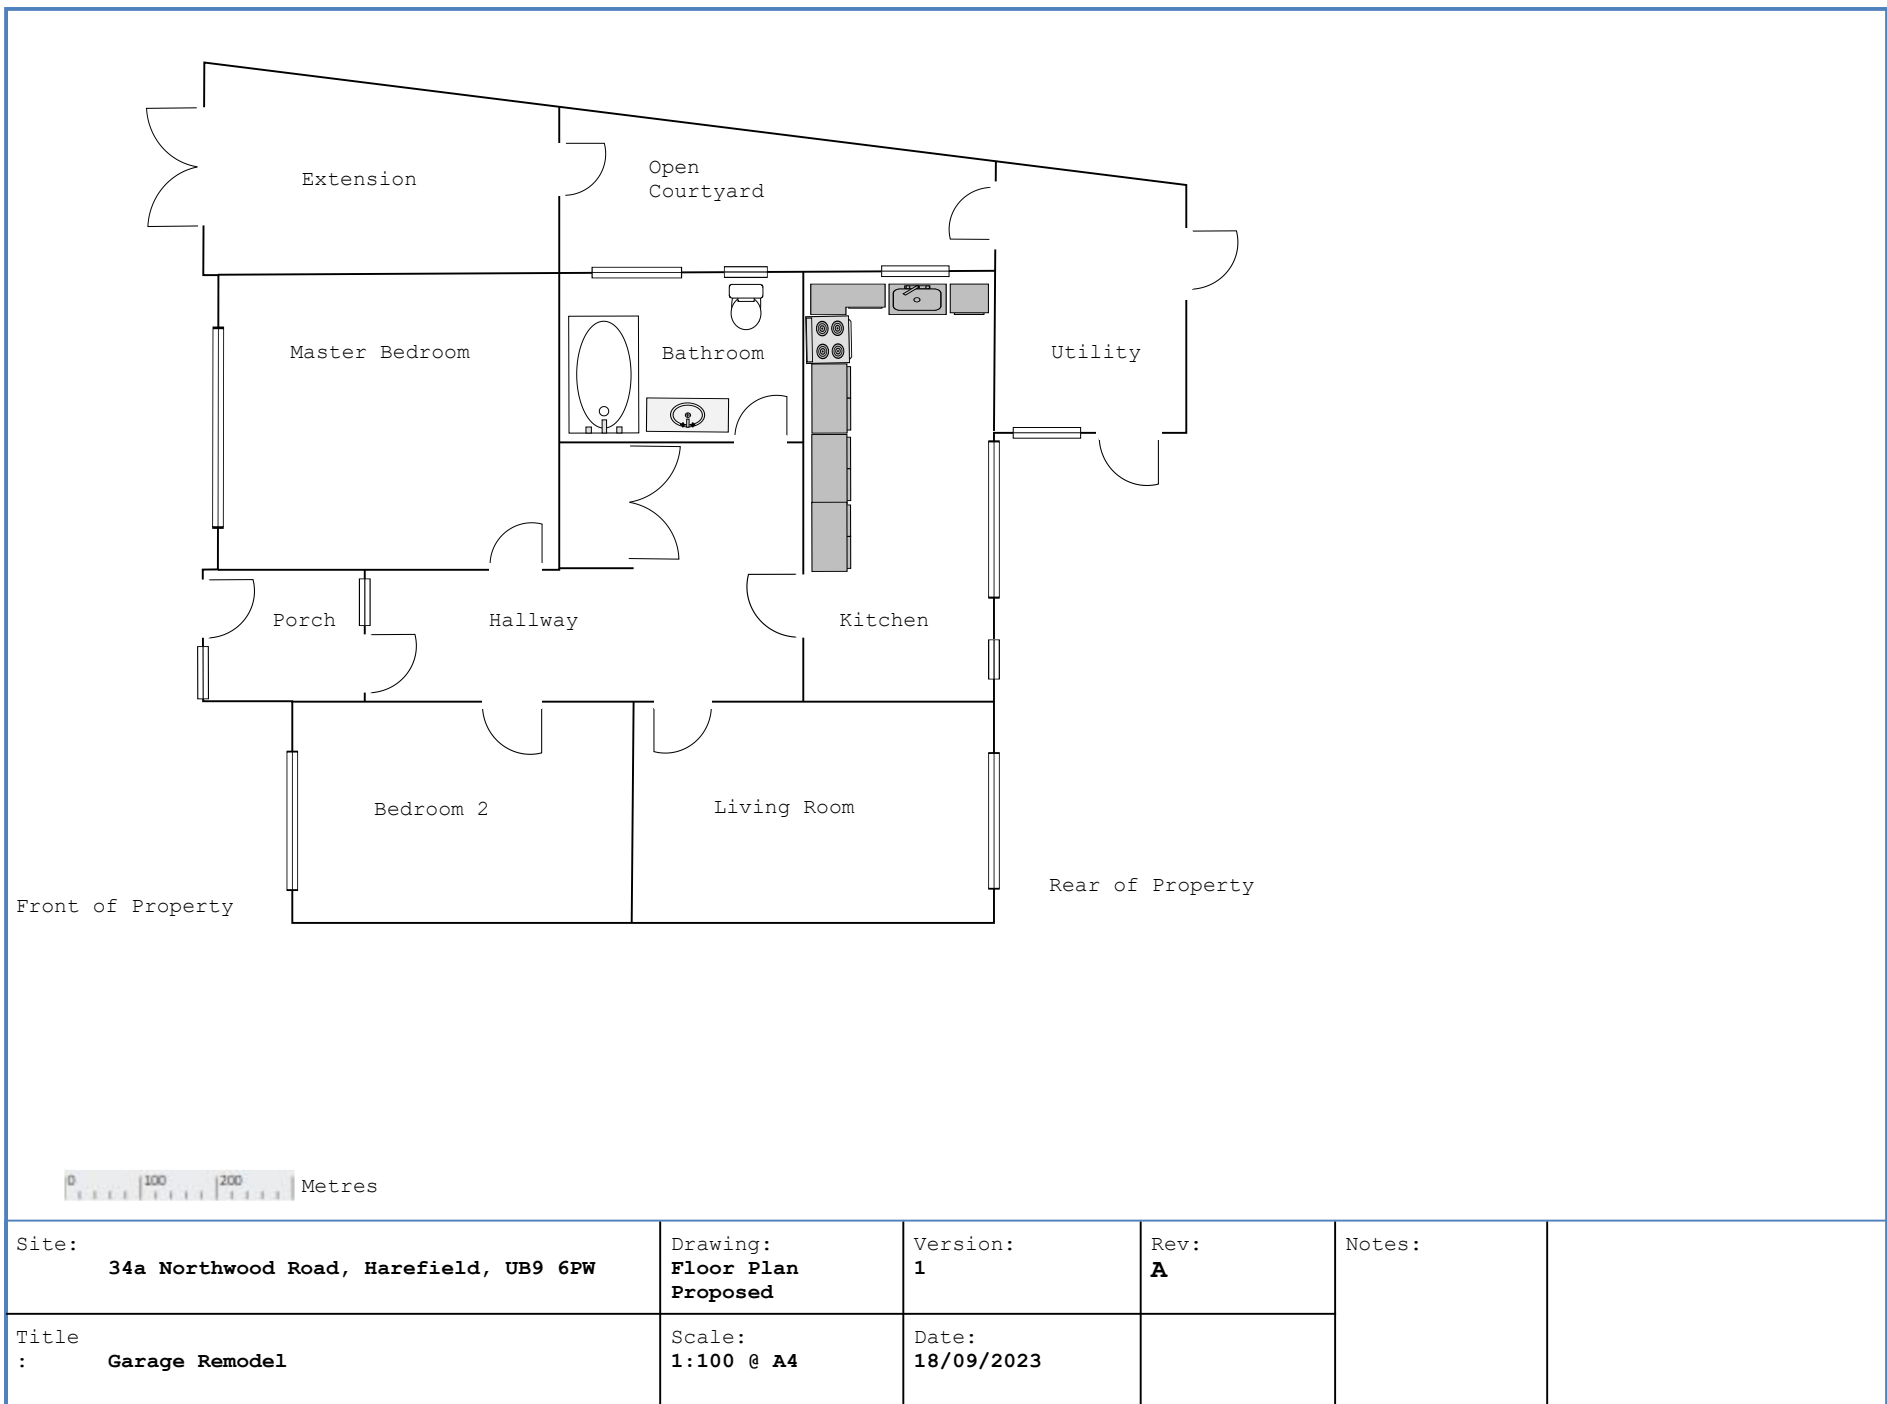 Extension
Open
Courtyard
Master Bedroom
Bathroom
Utility
Porch
Hallway
Kitchen
Bedroom 2
Living Room
Front of Property
Rear of Property
0 100 200 Metres
Site:
34a Northwood Road, Harefield, UB9 6PW
Drawing:
Floor Plan
Proposed
Version:
1
Rev:
A
Notes:
Title
: Garage Remodel
Scale:
1:100 @ A4
Date:
18/09/2023